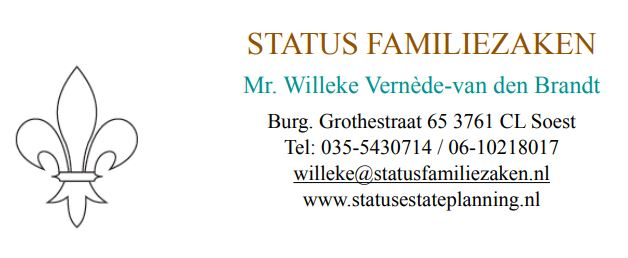 STATUS FAMILIEZAKEN
Mr. Willeke Vernède-van den Brandt
Burg. Grothestraat 65 3761 CL Soest
Tel: 035-5430714 / 06-10218017
willeke@statusfamiliezaken.nl
www.statusestateplanning.nl